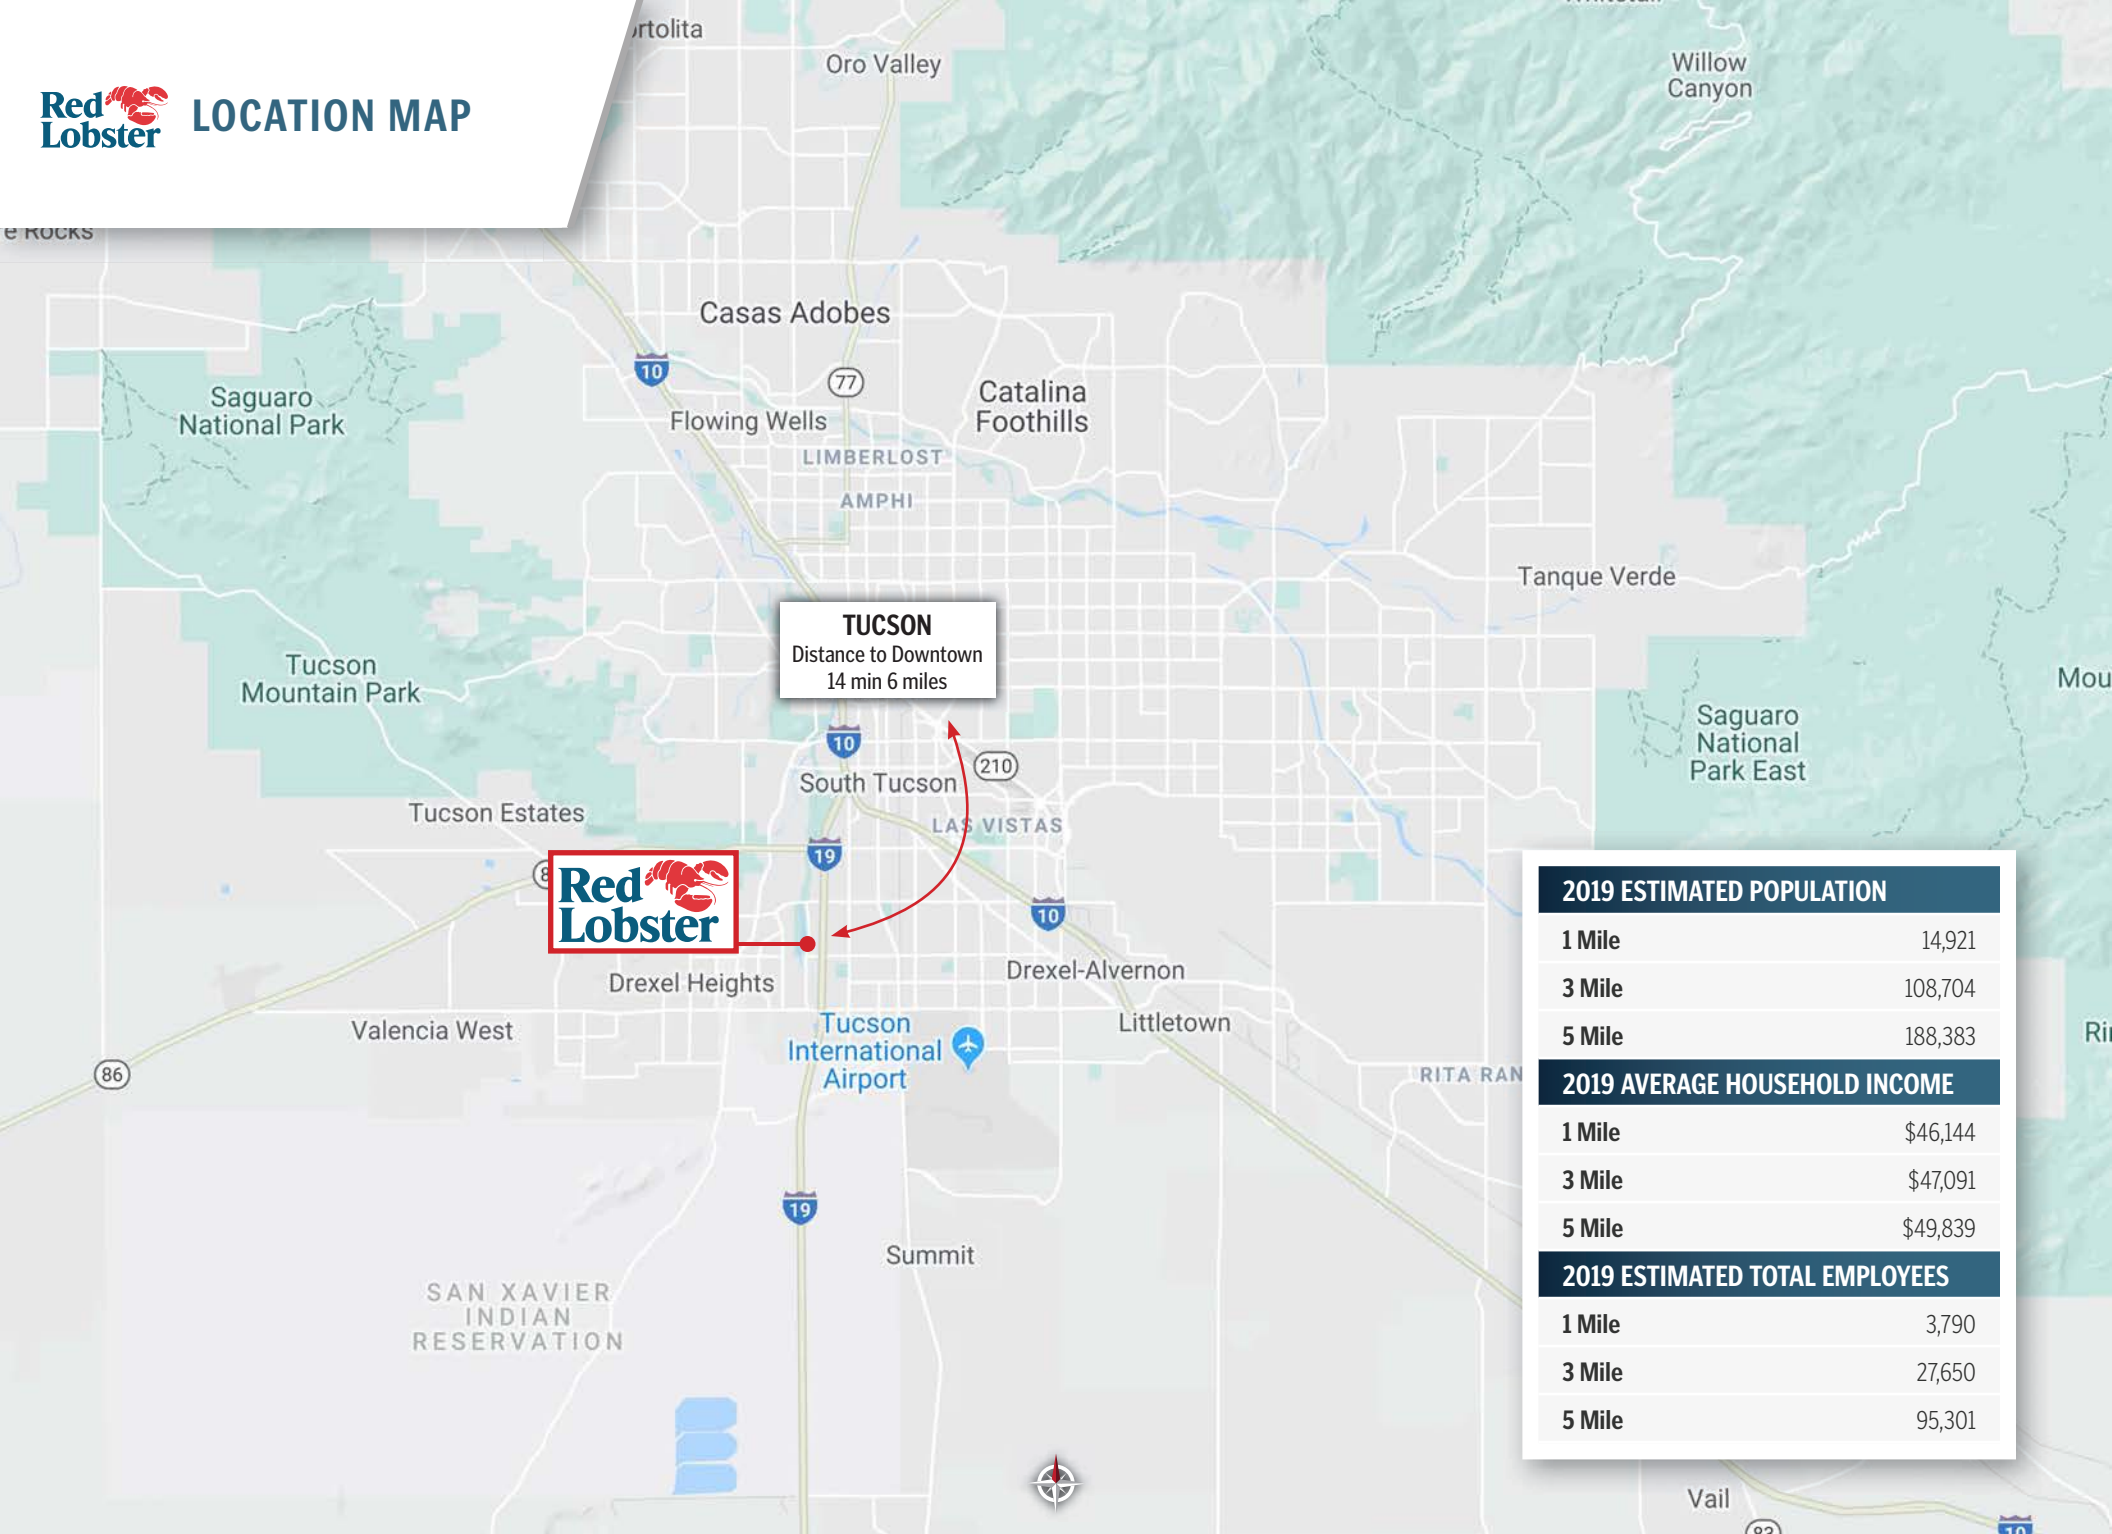 Red
Lobster
LOCATION MAP
Oro Valley
Willow
Canyon
Casas Adobes
10
77
Catalina
Foothills
Saguaro
National Park
Flowing Wells
LIMBERLOST
AMPHI
Tanque Verde
TUCSON
Distance to Downtown
14 min 6 miles
Tucson
Mountain Park
Saguaro
National
Park East
10
210
South Tucson
Tucson Estates
LAS VISTAS
19
Red
Lobster
10
Drexel Heights
Drexel-Alvernon
Valencia West
Tucson
International
Airport
Littletown
86
RITA RAN
19
Summit
SAN XAVIER
INDIAN
RESERVATION
2019 ESTIMATED POPULATION
1 Mile 14,921
3 Mile 108,704
5 Mile 188,383
2019 AVERAGE HOUSEHOLD INCOME
1 Mile $46,144
3 Mile $47,091
5 Mile $49,839
2019 ESTIMATED TOTAL EMPLOYEES
1 Mile 3,790
3 Mile 27,650
5 Mile 95,301
Vail
83
10